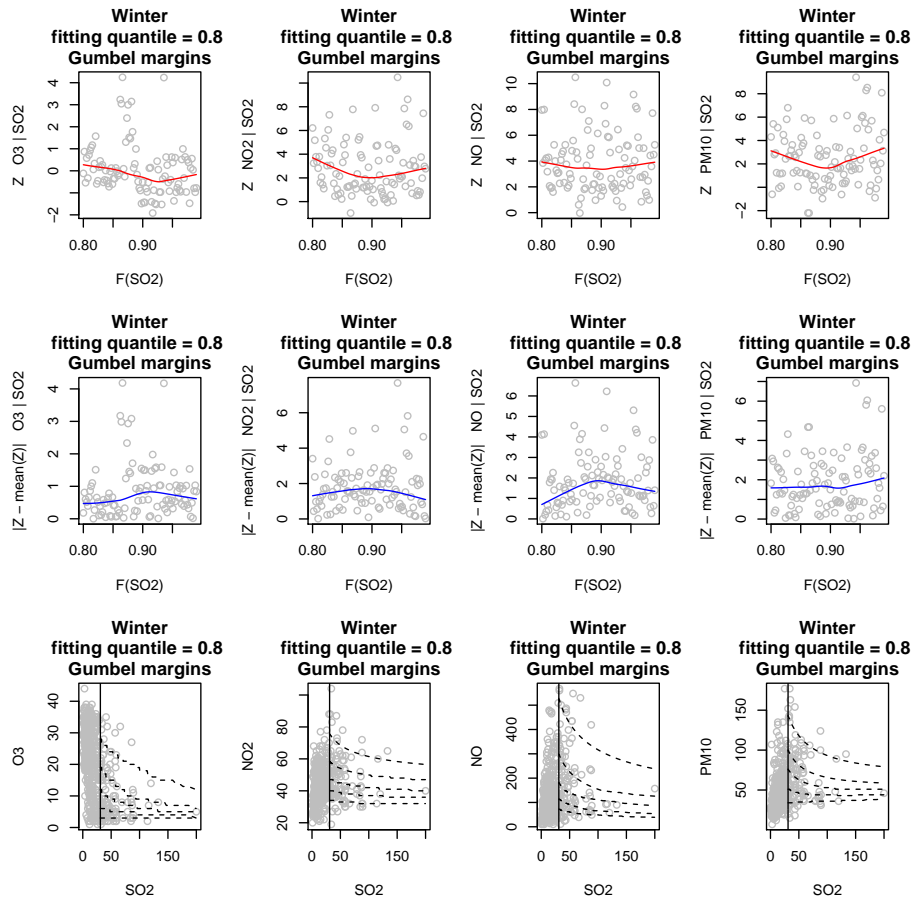 Winter
fitting quantile = 0.8
Gumbel margins
Z O3 | SO2
−2 0 1 2 3 4
0.80 0.90
F(SO2)
Winter
fitting quantile = 0.8
Gumbel margins
Z NO2 | SO2
0 2 4 6 8
0.80 0.90
F(SO2)
Winter
fitting quantile = 0.8
Gumbel margins
Z NO | SO2
0 2 4 6 8 10
0.80 0.90
F(SO2)
Winter
fitting quantile = 0.8
Gumbel margins
Z PM10 | SO2
−2 2 4 6 8
0.80 0.90
F(SO2)
Winter
fitting quantile = 0.8
Gumbel margins
|Z − mean(Z)| O3 | SO2
0 1 2 3 4
0.80 0.90
F(SO2)
Winter
fitting quantile = 0.8
Gumbel margins
|Z − mean(Z)| NO2 | SO2
0 2 4 6
0.80 0.90
F(SO2)
Winter
fitting quantile = 0.8
Gumbel margins
|Z − mean(Z)| NO | SO2
0 1 2 3 4 5 6
0.80 0.90
F(SO2)
Winter
fitting quantile = 0.8
Gumbel margins
|Z − mean(Z)| PM10 | SO2
0 2 4 6
0.80 0.90
F(SO2)
Winter
fitting quantile = 0.8
Gumbel margins
O3
0 10 20 30 40
0 50 150
SO2
Winter
fitting quantile = 0.8
Gumbel margins
NO2
20 40 60 80
0 50 150
SO2
Winter
fitting quantile = 0.8
Gumbel margins
NO
0 200 400
0 50 150
SO2
Winter
fitting quantile = 0.8
Gumbel margins
PM10
50 100 150
0 50 150
SO2